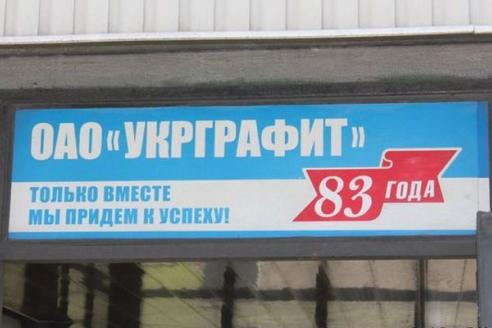 ОАО «УКРГРАФИТ»
ТОЛЬКО ВМЕСТЕ
МЫ ПРИДЕМ К УСПЕХУ!
83 ГОДА